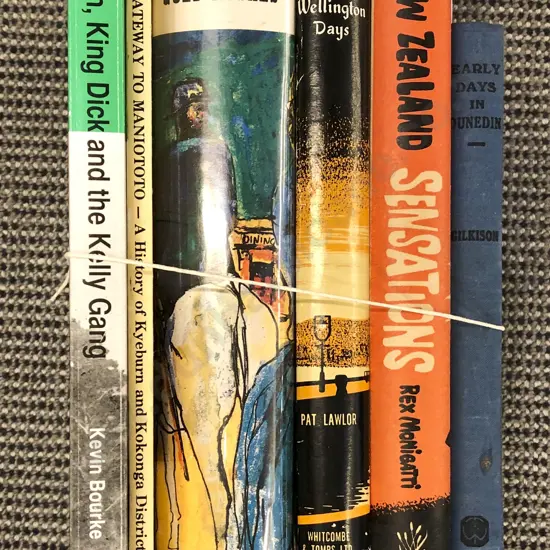 King Dick and the Kelly Gang
Kevin Bourke
GATEWAY TO MANIOTOTO — A History of Kyeburn and Kokonga District
DINING
Wellington
Days
PAT LAWLOR
WHITCOMBE
& TOMBS LTD
ZEALAND
SENSATIONS
REX MONIGATTI
EARLY
DAYS
IN
DUNEDIN
GILKISON